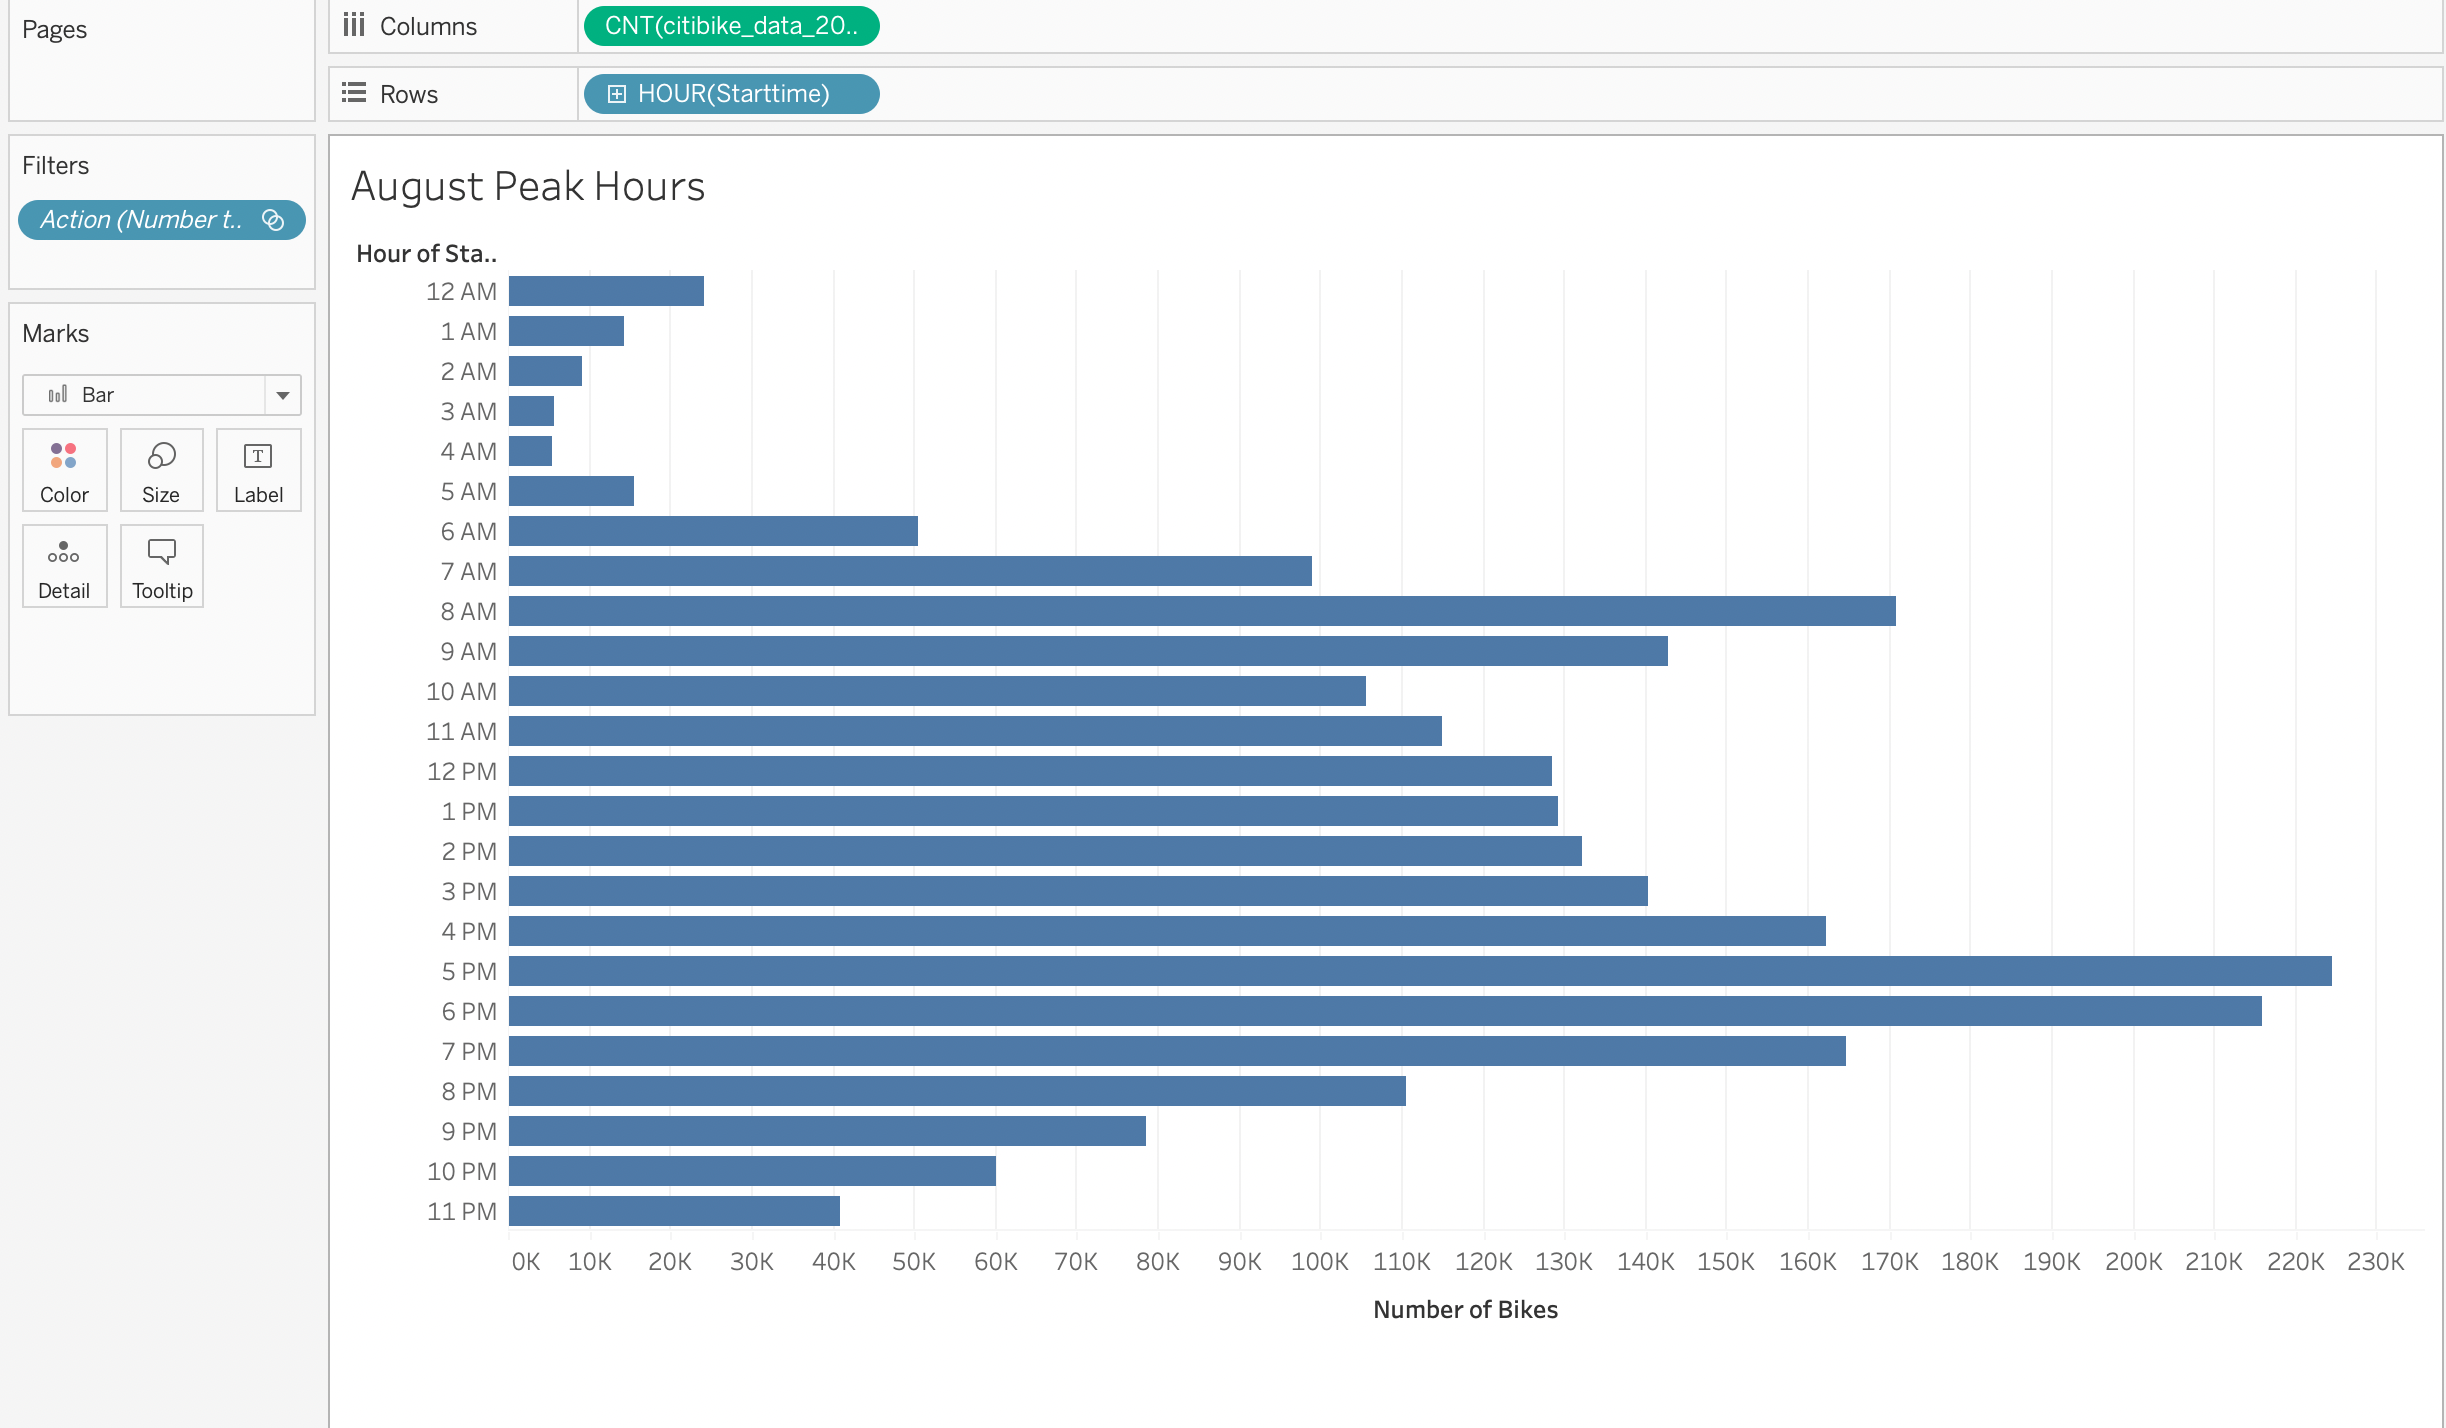 Pages
Columns
CNT(citibike_data_20..
Rows
HOUR(Starttime)
Filters
Action (Number t..
Marks
Bar
Color
Size
T
Label
Detail
Tooltip
August Peak Hours
Hour of Sta..
12 AM
1 AM
2 AM
3 AM
4 AM
5 AM
6 AM
7 AM
8 AM
9 AM
10 AM
11 AM
12 PM
1 PM
2 PM
3 PM
4 PM
5 PM
6 PM
7 PM
8 PM
9 PM
10 PM
11 PM
0K 10K 20K 30K 40K 50K 60K 70K 80K 90K 100K 110K 120K 130K 140K 150K 160K 170K 180K 190K 200K 210K 220K 230K
Number of Bikes